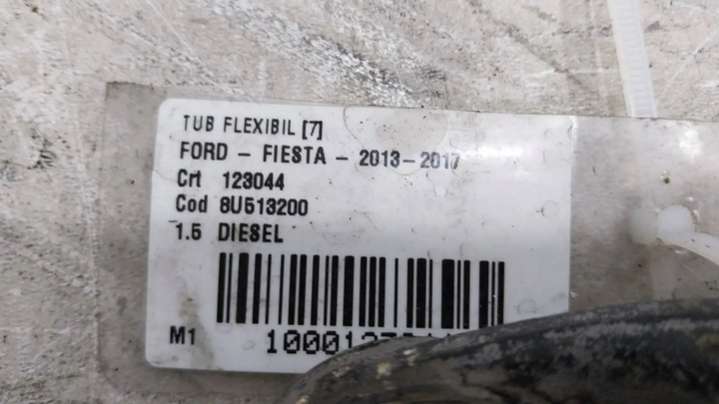 TUB FLEXIBIL [7]
FORD - FIESTA - 2013-2017
Crt 123044
Cod 8U513200
1.5 DIESEL
M1